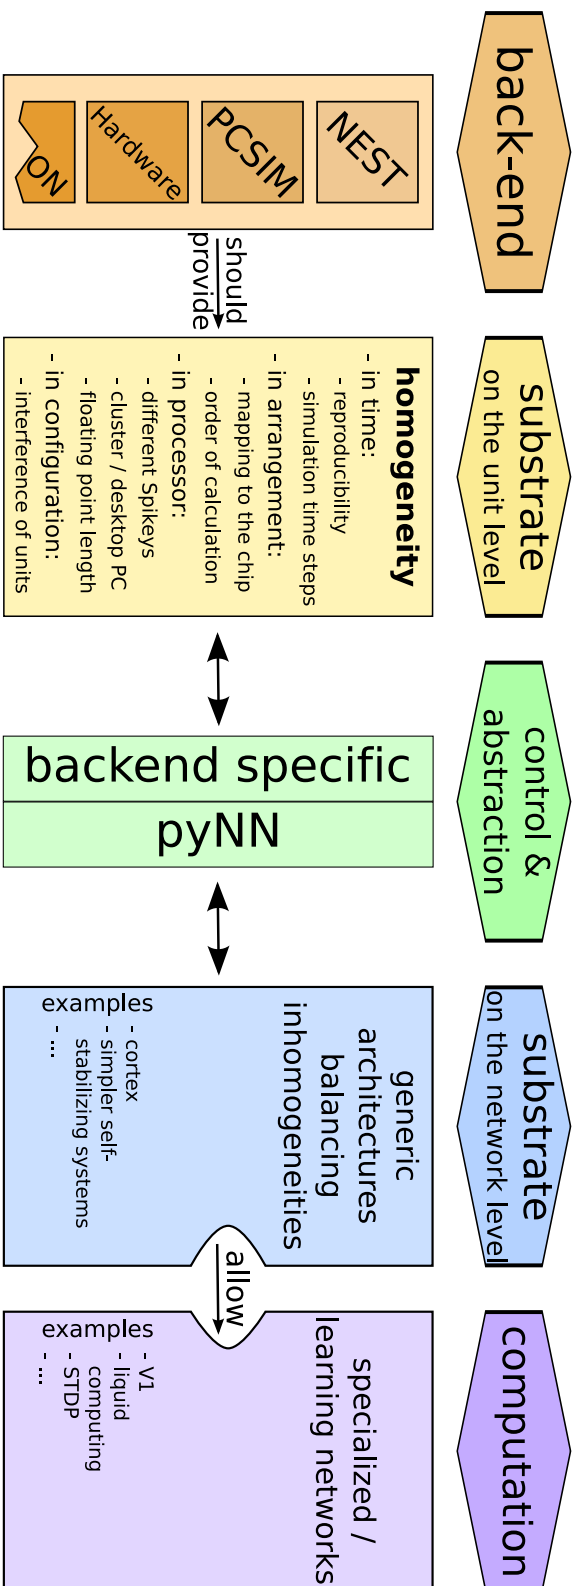 back-end
NEST
PCSIM
Hardware
ON
should
provide
substrate
on the unit level
homogeneity
- in time:
- reproducibility
- simulation time steps
- in arrangement:
- mapping to the chip
- order of calculation
- in processor:
- different Spikeys
- cluster / desktop PC
- floating point length
- in configuration:
- interference of units
control &
abstraction
backend specific
pyNN
substrate
on the network level
generic
architectures
balancing
inhomogeneities
examples
- cortex
- simpler self-
stabilizing systems
- ...
allow
computation
specialized /
learning networks
examples
- V1
- liquid
computing
- STDP
- ...